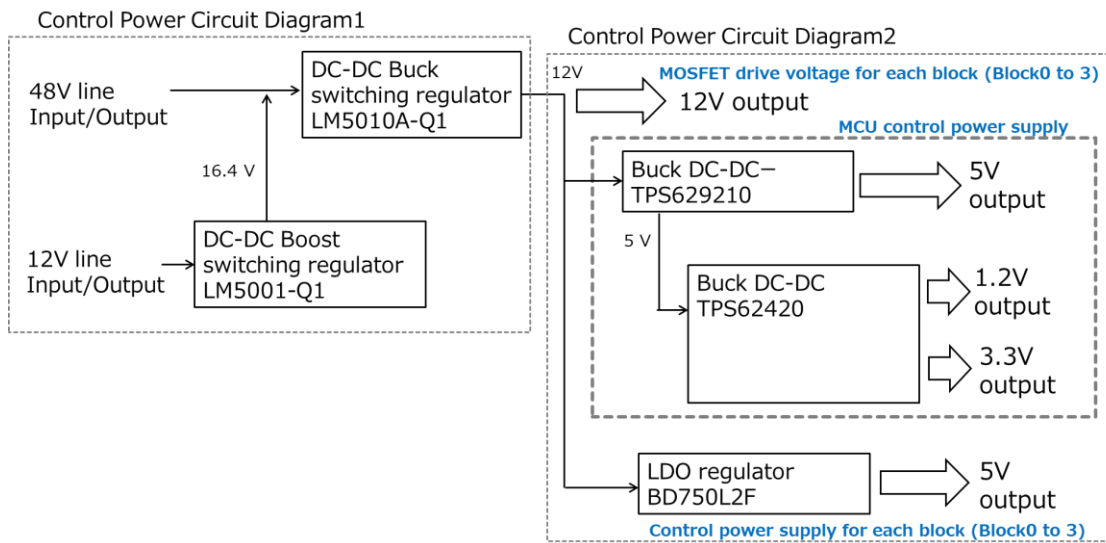 Control Power Circuit Diagram1
48V line
Input/Output
DC-DC Buck
switching regulator
LM5010A-Q1
16.4 V
12V line
Input/Output
DC-DC Boost
switching regulator
LM5001-Q1
Control Power Circuit Diagram2
12V
MOSFET drive voltage for each block (Block0 to 3)
12V output
MCU control power supply
Buck DC-DC−
TPS629210
5V
output
5 V
Buck DC-DC
TPS62420
1.2V
output
3.3V
output
LDO regulator
BD750L2F
5V
output
Control power supply for each block (Block0 to 3)